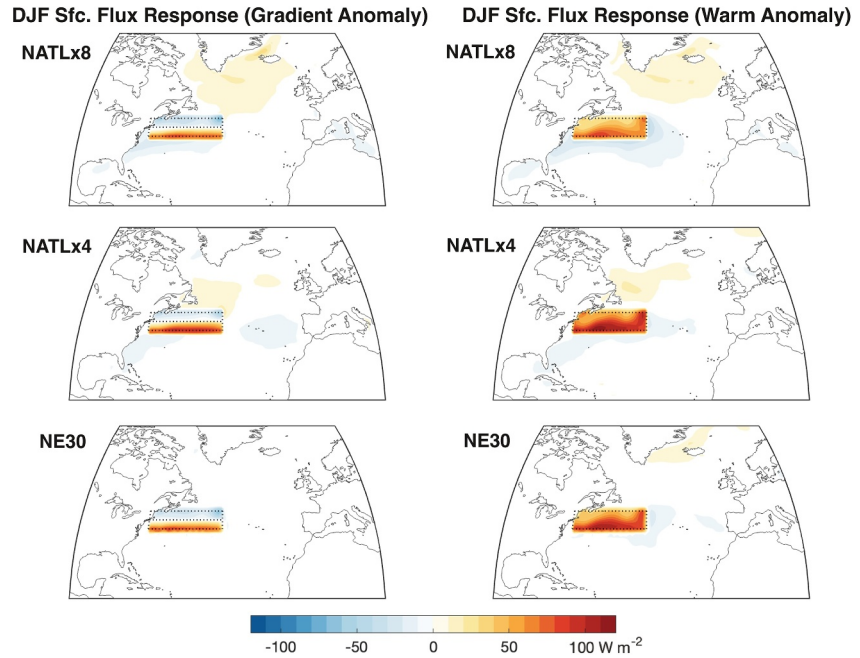 DJF Sfc. Flux Response (Gradient Anomaly)
DJF Sfc. Flux Response (Warm Anomaly)
NATLx8
NATLx8
NATLx4
NATLx4
NE30
NE30
-100 -50 0 50 100 W m-2